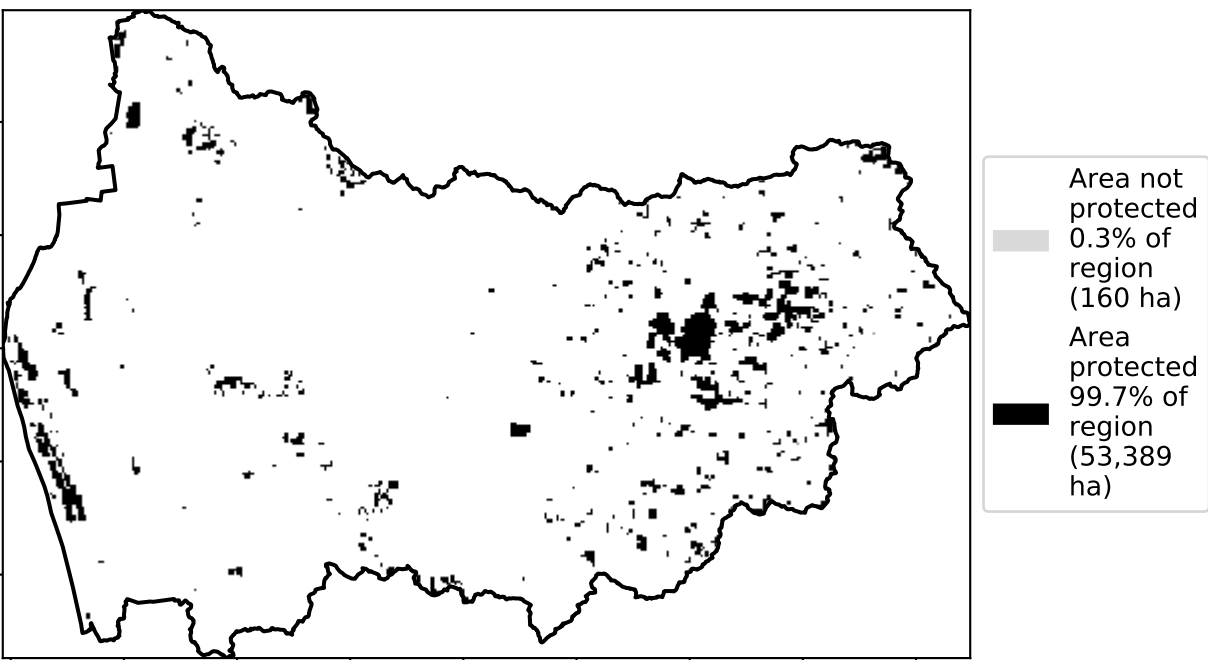 Area not
protected
0.3% of
region
(160 ha)
Area
protected
99.7% of
region
(53,389
ha)